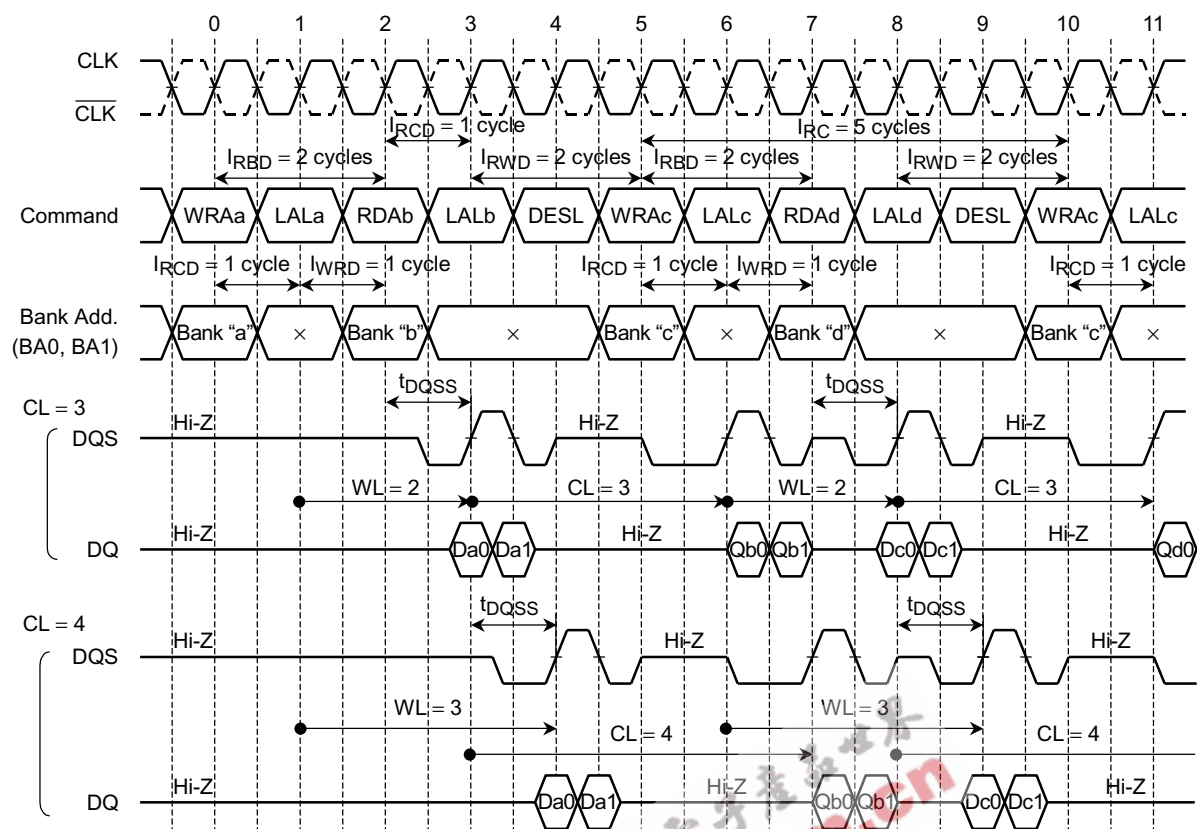 0 1 2 3 4 5 6 7 8 9 10 11
CLK
CLK
IRCD = 1 cycle
IRC = 5 cycles
IRBD = 2 cycles
IRWD = 2 cycles
IRBD = 2 cycles
IRWD = 2 cycles
Command
WRAa LALa RDAb LALb DESL WRAc LALc RDAd LALd DESL WRAc LALc
IRCD = 1 cycle
IWRD = 1 cycle
IRCD = 1 cycle
IWRD = 1 cycle
IRCD = 1 cycle
Bank Add.
(BA0, BA1)
Bank “a” × Bank “b” × Bank “c” × Bank “d” × Bank “c” ×
tDQSS
tDQSS
CL = 3
DQS
Hi-Z
Hi-Z
Hi-Z
WL = 2
CL = 3
WL = 2
CL = 3
DQ
Hi-Z
Da0 Da1
Hi-Z
Qb0 Qb1
Dc0 Dc1
Hi-Z
Qd0
tDQSS
tDQSS
CL = 4
DQS
Hi-Z
Hi-Z
Hi-Z
WL = 3
WL = 3
CL = 4
CL = 4
DQ
Hi-Z
Da0 Da1
Hi-Z
Qb0 Qb1
Dc0 Dc1
Hi-Z